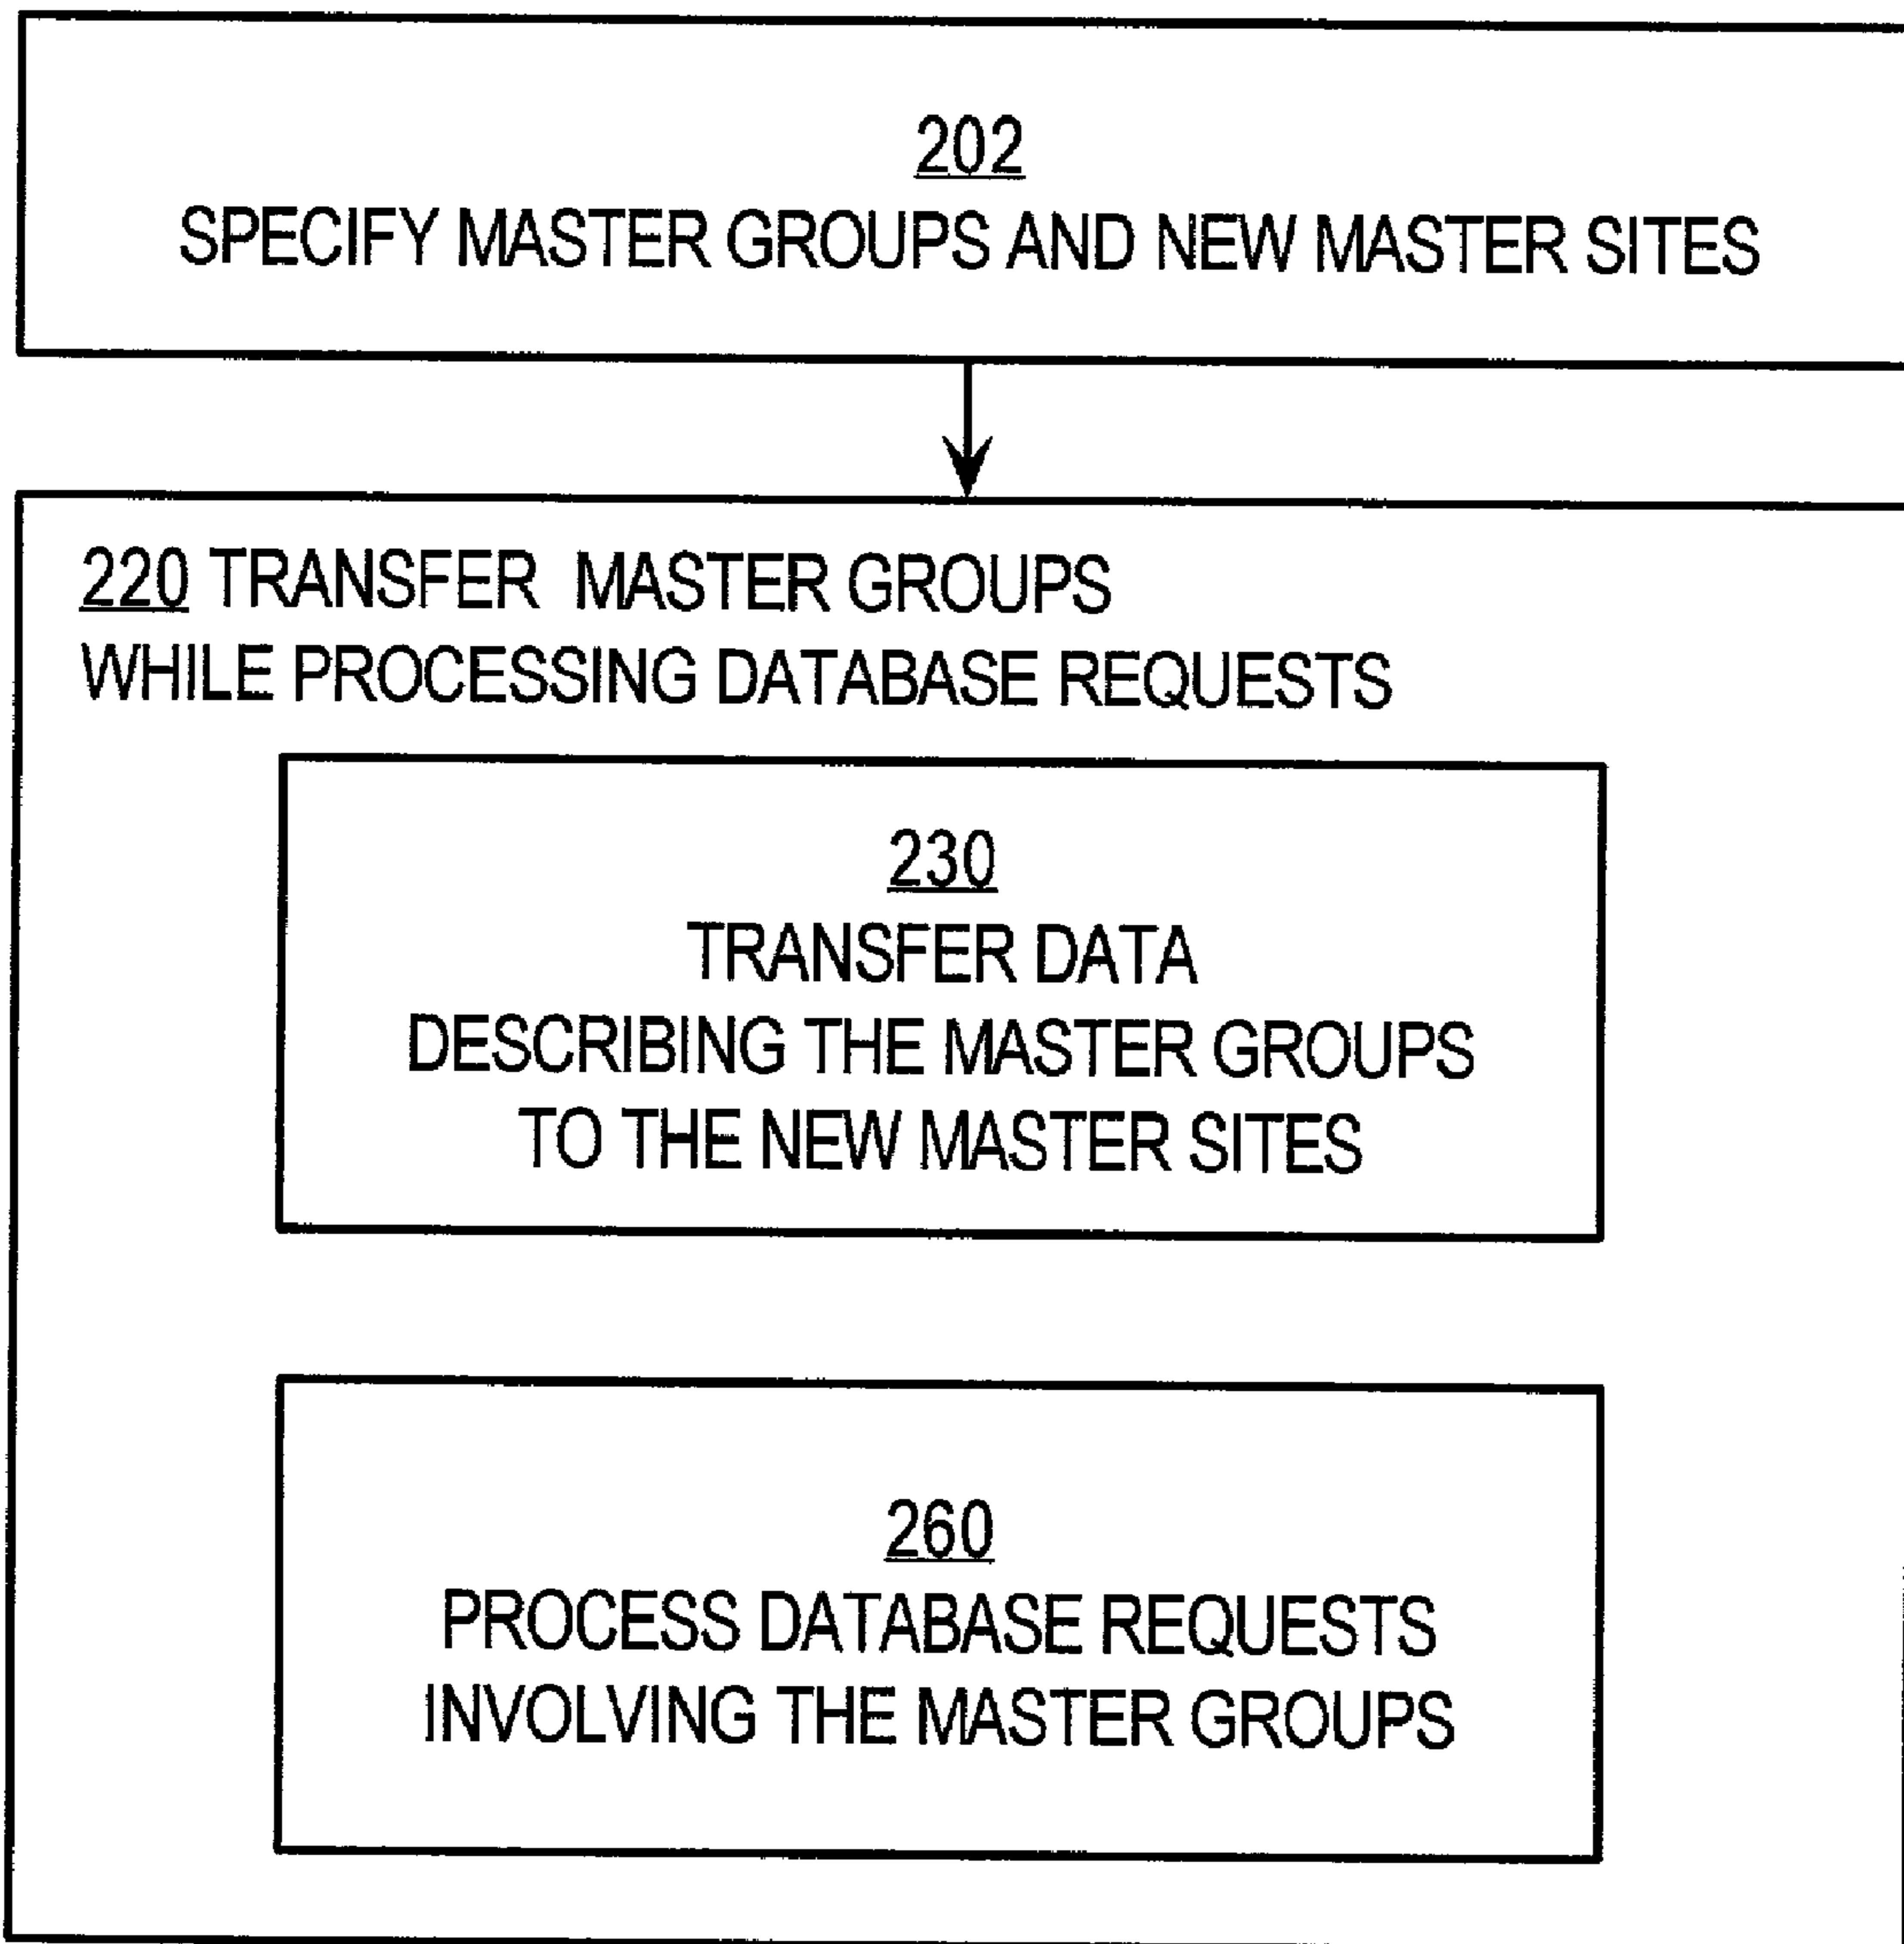 202
SPECIFY MASTER GROUPS AND NEW MASTER SITES
220 TRANSFER MASTER GROUPS
WHILE PROCESSING DATABASE REQUESTS
230
TRANSFER DATA
DESCRIBING THE MASTER GROUPS
TO THE NEW MASTER SITES
260
PROCESS DATABASE REQUESTS
INVOLVING THE MASTER GROUPS